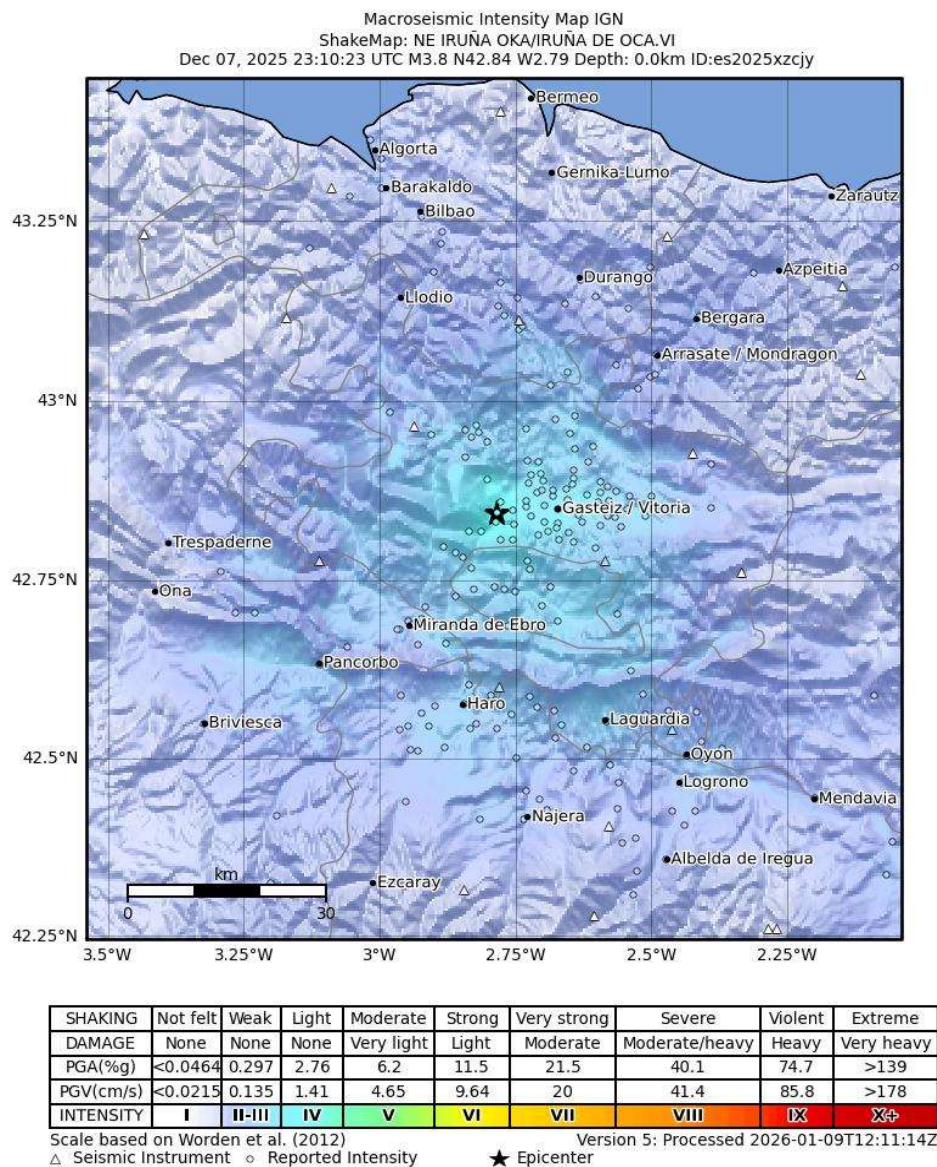 Macroseismic Intensity Map IGN
ShakeMap: NE IRUÑA OKA/IRUÑA DE OCA.VI
Dec 07, 2025 23:10:23 UTC M3.8 N42.84 W2.79 Depth: 0.0km ID:es2025xzcjy
Bermeo
Algorta
Gernika-Lumo
Barakaldo
Zarautz
Bilbao
43.25°N
Durango
Azpeitia
Llodio
Bergara
Arrasate / Mondragon
43°N
Gasteiz / Vitoria
Trespaderne
42.75°N
Ona
Miranda de Ebro
Pancorbo
Haro
Laguardia
Briviesca
42.5°N
Oyon
Logrono
Mendavia
Nájera
Albelda de Iregua
Ezcaray
km
0 30
42.25°N
3.5°W 3.25°W 3°W 2.75°W 2.5°W 2.25°W
SHAKING Not felt Weak Light Moderate Strong Very strong Severe Violent Extreme
DAMAGE None None None Very light Light Moderate Moderate/heavy Heavy Very heavy
PGA(%g) <0.0464 0.297 2.76 6.2 11.5 21.5 40.1 74.7 >139
PGV(cm/s) <0.0215 0.135 1.41 4.65 9.64 20 41.4 85.8 >178
INTENSITY I II-III IV V VI VII VIII IX X+
Scale based on Worden et al. (2012) Version 5: Processed 2026-01-09T12:11:14Z
△ Seismic Instrument ○ Reported Intensity ★ Epicenter